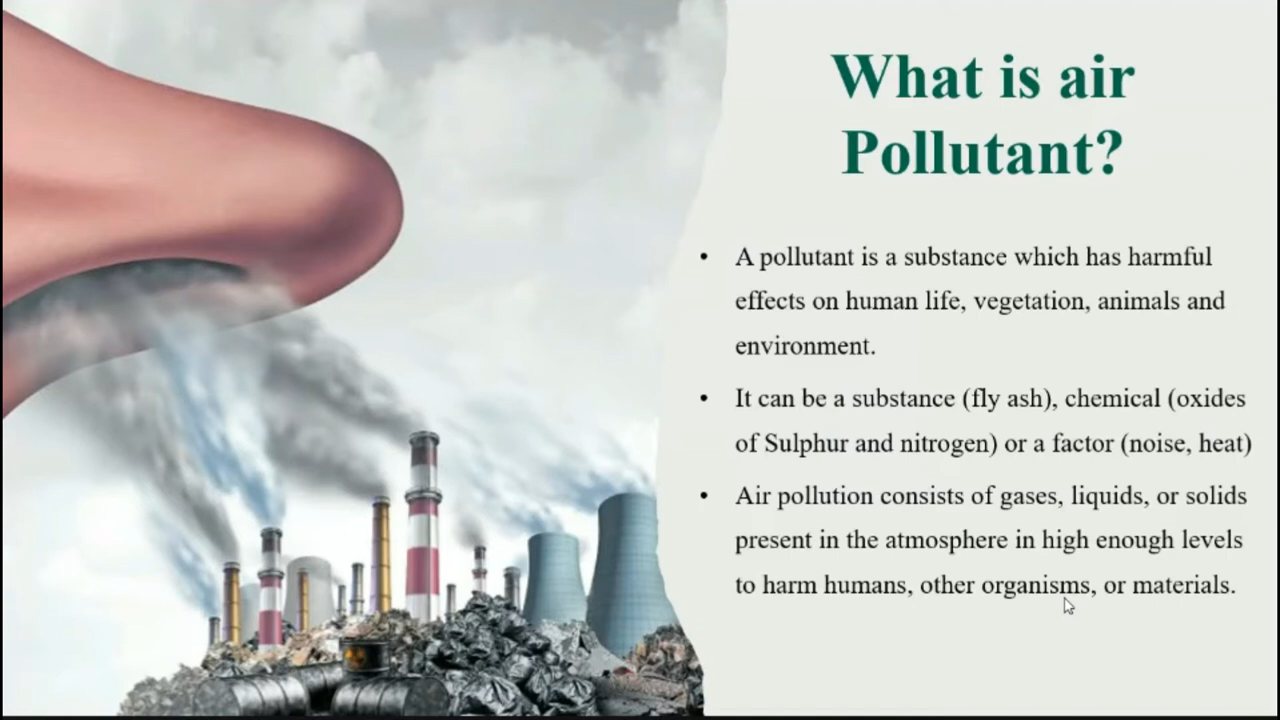 What is air
Pollutant?
• A pollutant is a substance which has harmful
effects on human life, vegetation, animals and
environment.
• It can be a substance (fly ash), chemical (oxides
of Sulphur and nitrogen) or a factor (noise, heat)
• Air pollution consists of gases, liquids, or solids
present in the atmosphere in high enough levels
to harm humans, other organisms, or materials.